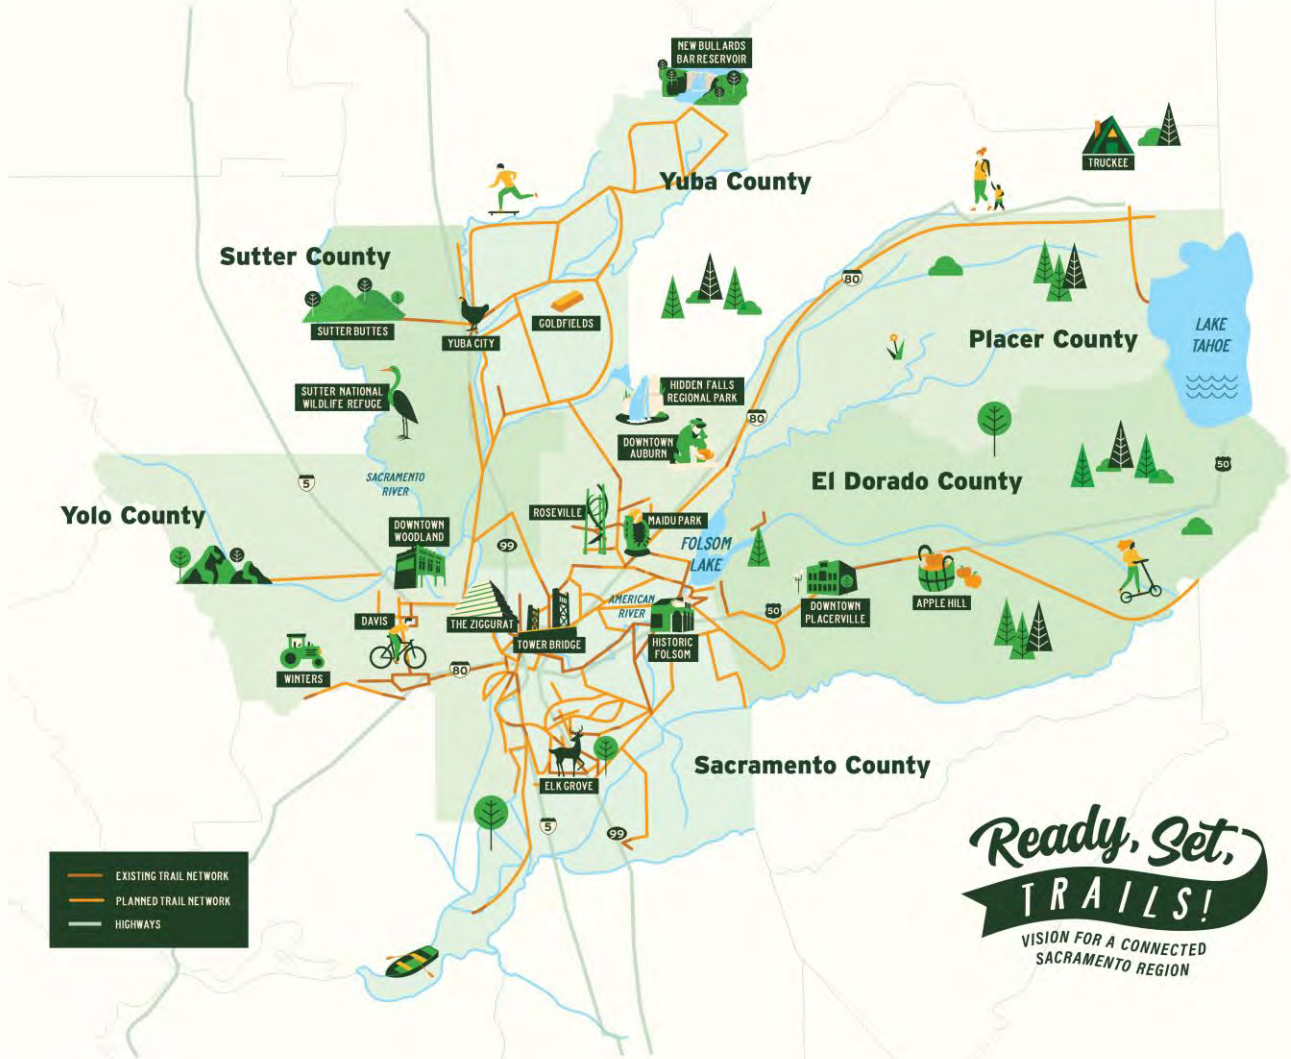 NEW BULLARDS
BAR RESERVOIR
TRUCKEE
Yuba County
Sutter County
80
SUTTER BUTTES
GOLDFIELDS
YUBA CITY
Placer County
LAKE
TAHOE
SUTTER NATIONAL
WILDLIFE REFUGE
HIDDEN FALLS
REGIONAL PARK
80
DOWNTOWN
AUBURN
SACRAMENTO
RIVER
5
El Dorado County
50
Yolo County
ROSEVILLE
MAIDU PARK
DOWNTOWN
WOODLAND
99
FOLSOM
LAKE
AMERICAN
RIVER
50
DOWNTOWN
PLACERVILLE
APPLE HILL
DAVIS
THE ZIGGURAT
TOWER BRIDGE
HISTORIC
FOLSOM
WINTERS
80
Sacramento County
ELK GROVE
5
99
EXISTING TRAIL NETWORK
PLANNED TRAIL NETWORK
HIGHWAYS
Ready, Set,
TRAILS!
VISION FOR A CONNECTED
SACRAMENTO REGION